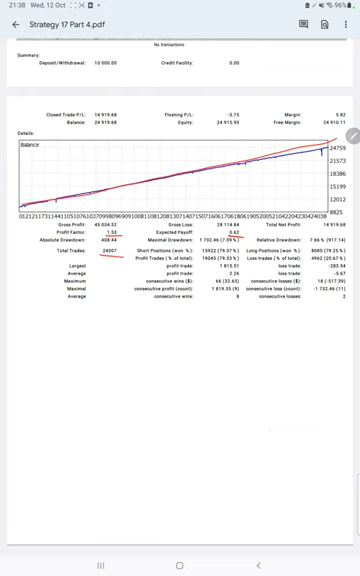 21:38 Wed, 12 Oct 96%
Strategy 17 Part 4.pdf
No transactions
Summary:
Deposit/Withdrawal: 10 000.00 Credit Facility: 0.00
Closed Trade P/L: 14 919.68 Floating P/L: -3.75 Margin: 5.82
Balance: 24 919.68 Equity: 24 915.93 Free Margin: 24 910.11
Details:
Balance
24759
21573
18386
15199
12012
8825
Gross Profit: 43 034.52 Gross Loss: 28 114.84 Total Net Profit: 14 919.68
Profit Factor: 1.53 Expected Payoff: 0.62
Absolute Drawdown: 408.44 Maximal Drawdown: 1 732.46 (7.09%) Relative Drawdown: 7.66% (917.14)
Total Trades: 24007 Short Positions (won %): 15922 (79.37%) Long Positions (won %): 8085 (79.25%)
Profit Trades (% of total): 19045 (79.33%) Loss trades (% of total): 4962 (20.67%)
Largest profit trade: 1 815.51 loss trade: -283.54
Average profit trade: 2.26 loss trade: -5.67
Maximum consecutive wins ($): 66 (32.65) consecutive losses ($): 18 (-517.39)
Maximal consecutive profit (count): 1 819.35 (9) consecutive loss (count): -1 732.46 (11)
Average consecutive wins: 8 consecutive losses: 2